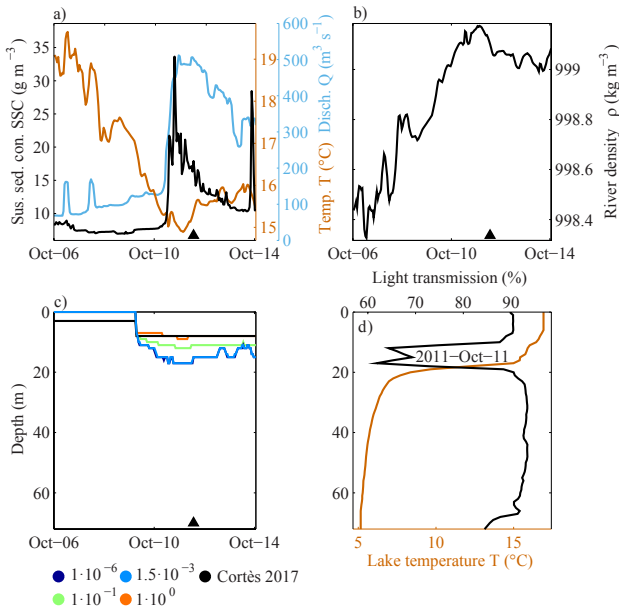 a)
Sus. sed. con. SSC (g m⁻³)
35
30
25
20
15
10
Oct−06
Oct−10
Oct−14
19
18
17
16
15
Temp. T (°C)
600
500
400
300
200
100
0
Disch. Q (m³ s⁻¹)
b)
999
998.8
998.6
998.4
River density ρ (kg m⁻³)
Oct−06
Oct−10
Oct−14
c)
Depth (m)
0
20
40
60
Oct−06
Oct−10
Oct−14
Light transmission (%)
60
70
80
90
d)
2011−Oct−11
0
20
40
60
5
10
15
Lake temperature T (°C)
1·10⁻⁶
1.5·10⁻³
Cortès 2017
1·10⁻¹
1·10⁰